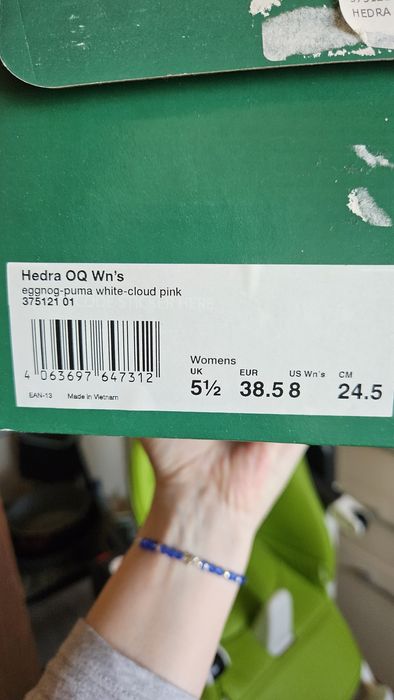 HEDRA
Hedra OQ Wn's
eggnog-puma white-cloud pink
375121 01
4 063697 647312
EAN-13 Made in Vietnam
Womens
UK EUR US Wn's CM
5½ 38.5 8 24.5